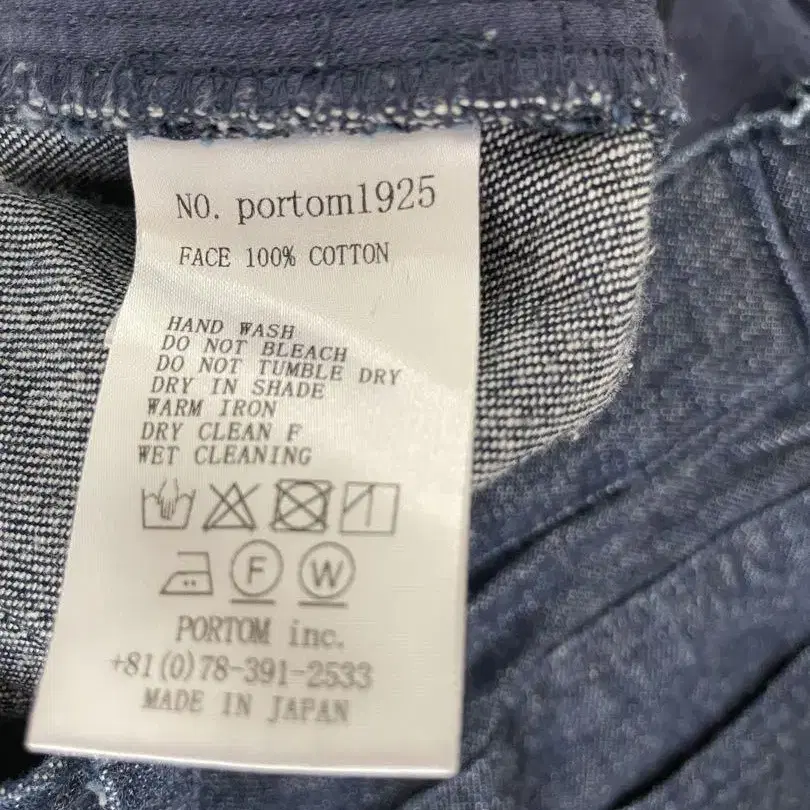 NO. portom1925
FACE 100% COTTON
HAND WASH
DO NOT BLEACH
DO NOT TUMBLE DRY
DRY IN SHADE
WARM IRON
DRY CLEAN F
WET CLEANING
F W
PORTOM inc.
+81(0)78-391-2533
MADE IN JAPAN